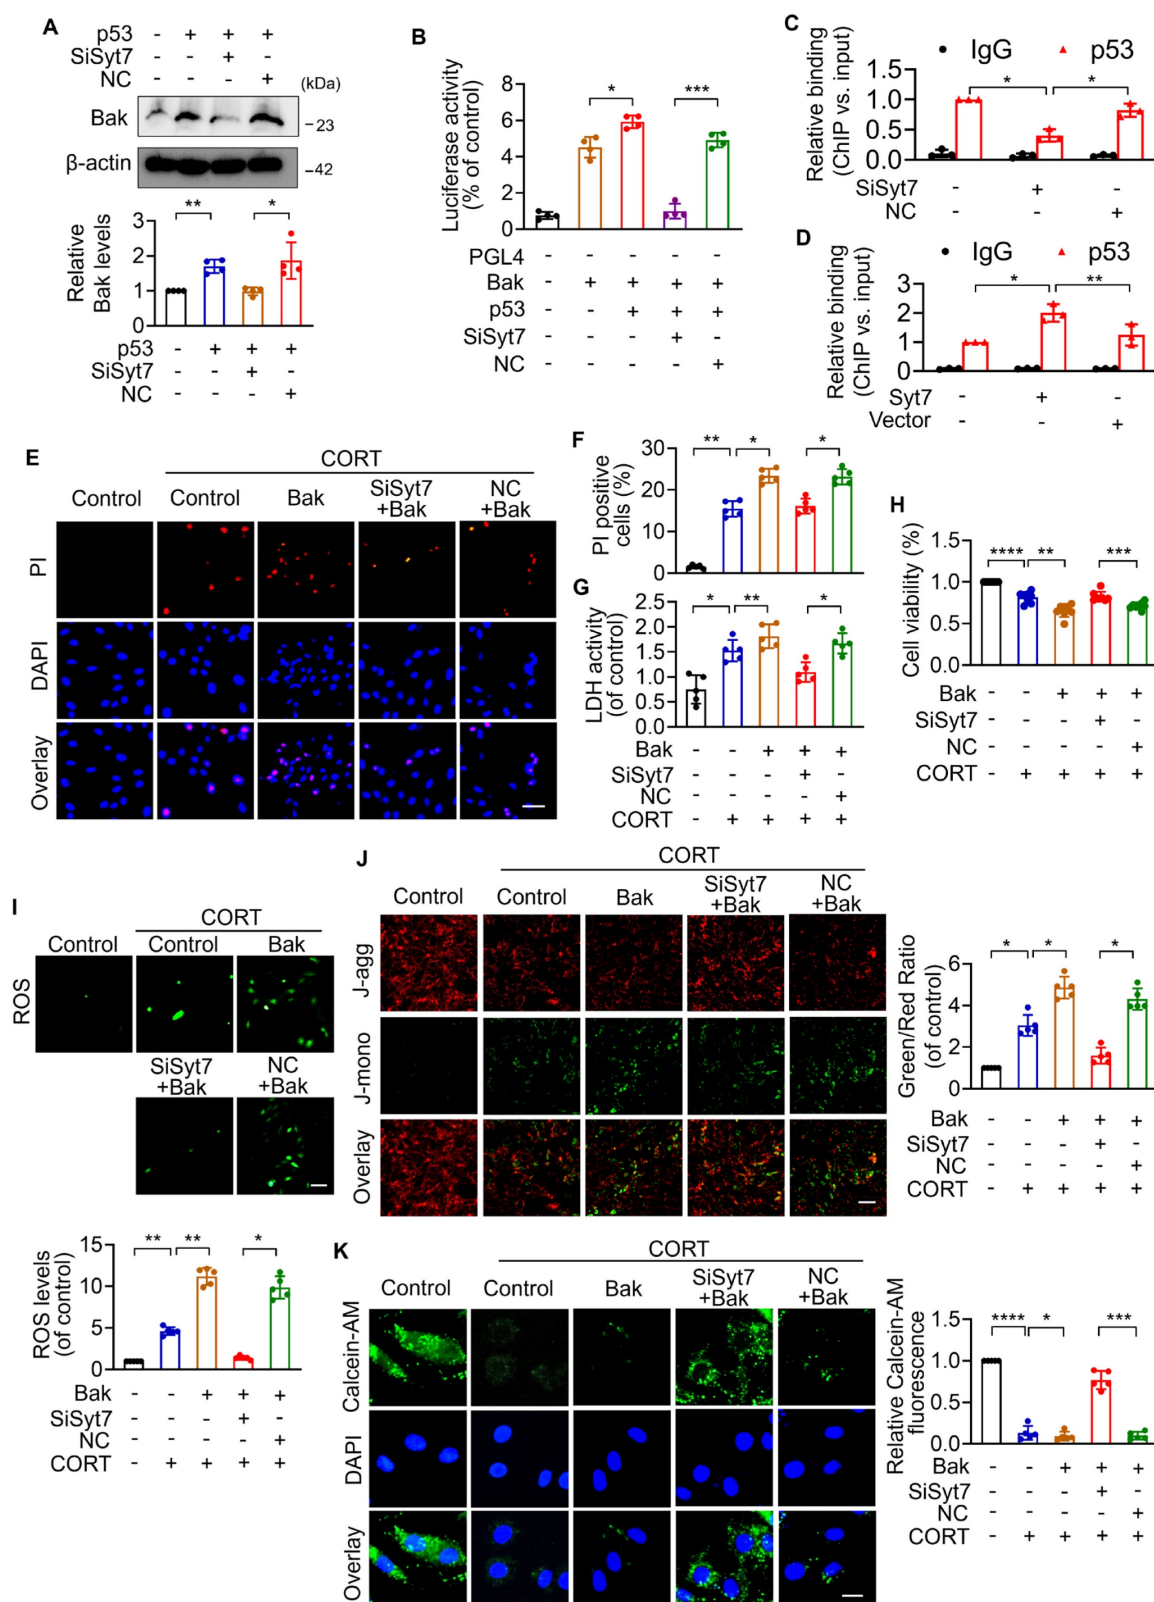 A
p53 - + + +
SiSyt7 - - + -
NC - - - + (kDa)
Bak -23
β-actin -42
** *
3
2
1
0
Relative
Bak levels
p53 - + + +
SiSyt7 - - + -
NC - - - +
B
* ***
8
6
4
2
0
Luciferase activity
(% of control)
PGL4
Bak - + + + +
p53 - - + + +
SiSyt7 - - - + -
NC - - - - +
C
IgG p53
* *
1.5
1.0
0.5
0.0
Relative binding
(ChIP vs. input)
SiSyt7 - + -
NC - - +
D
IgG p53
* **
3
2
1
0
Relative binding
(ChIP vs. input)
Syt7 - + -
Vector - - +
E
CORT
Control Control Bak SiSyt7 +Bak NC +Bak
PI
DAPI
Overlay
F
** * *
30
20
10
0
PI positive
cells (%)
G
* ** *
2.5
2.0
1.5
1.0
0.5
0.0
LDH activity
(of control)
Bak - - + + +
SiSyt7 - - - + -
NC - - - - +
CORT - + + + +
H
**** ** ***
1.5
1.0
0.5
0.0
Cell viability (%)
Bak - - + + +
SiSyt7 - - - + -
NC - - - - +
CORT - + + + +
I
CORT
Control Control Bak
ROS
SiSyt7 +Bak NC +Bak
** ** *
15
10
5
0
ROS levels
(of control)
Bak - - + + +
SiSyt7 - - - + -
NC - - - - +
CORT - + + + +
J
CORT
Control Control Bak SiSyt7 +Bak NC +Bak
J-agg
J-mono
Overlay
* * *
6
4
2
0
Green/Red Ratio
(of control)
Bak - - + + +
SiSyt7 - - - + -
NC - - - - +
CORT - + + + +
K
CORT
Control Control Bak SiSyt7 +Bak NC +Bak
Calcein-AM
DAPI
Overlay
**** * ***
1.5
1.0
0.5
0.0
Relative Calcein-AM
fluorescence
Bak - - + + +
SiSyt7 - - - + -
NC - - - - +
CORT - + + + +